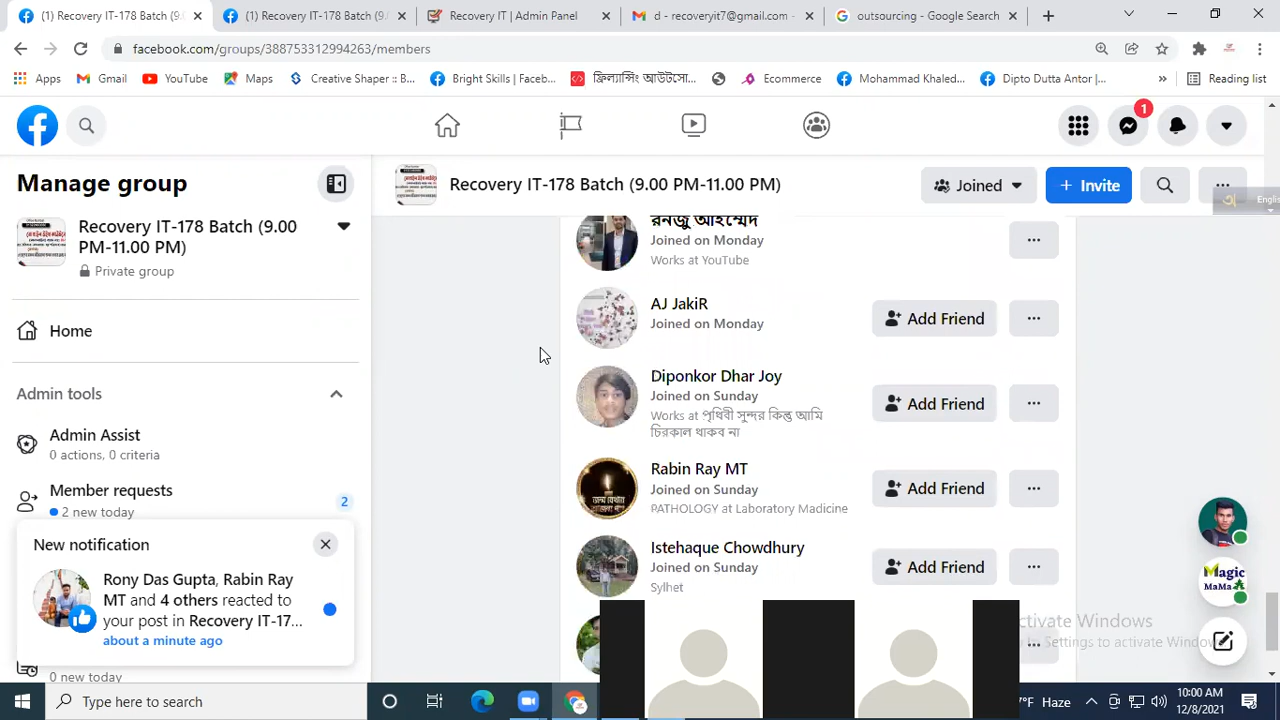 (1) Recovery IT-178 Batch (9.0
(1) Recovery IT-178 Batch (9.
Recovery IT | Admin Panel
d - recoveryit7@gmail.com -
outsourcing - Google Search
facebook.com/groups/388753312994263/members
Apps
Gmail
YouTube
Maps
Creative Shaper :: B...
Bright Skills | Faceb...
ফ্রিল্যান্সিং আউটসো...
Ecommerce
Mohammad Khaled...
Dipto Dutta Antor |...
»
Reading list
1
Manage group
Recovery IT-178 Batch (9.00 PM-11.00 PM)
Joined
+ Invite
Englis
Recovery IT-178 Batch (9.00
PM-11.00 PM)
Private group
Home
Admin tools
Admin Assist
0 actions, 0 criteria
Member requests
2 new today
2
New notification
Rony Das Gupta, Rabin Ray
MT and 4 others reacted to
your post in Recovery IT-17...
about a minute ago
0 new today
রনজু আহম্মেদ
Joined on Monday
Works at YouTube
AJ JakiR
Joined on Monday
Add Friend
Diponkor Dhar Joy
Joined on Sunday
Works at পৃথিবী সুন্দর কিন্তু আমি
চিরকাল থাকব না
Add Friend
Rabin Ray MT
Joined on Sunday
PATHOLOGY at Laboratory Madicine
Add Friend
Istehaque Chowdhury
Joined on Sunday
Sylhet
Add Friend
Magic
MaMa
ctivate Windows
Settings to activate Windo
Type here to search
°F Haze
10:00 AM
12/8/2021